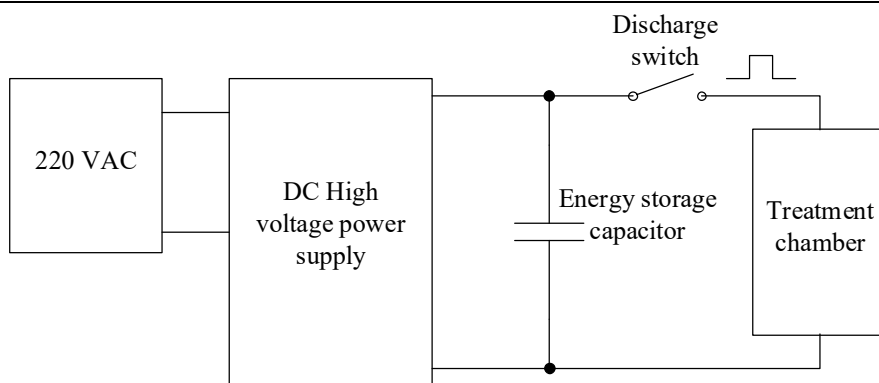 Discharge
switch
220 VAC
DC High
voltage power
supply
Energy storage
capacitor
Treatment
chamber